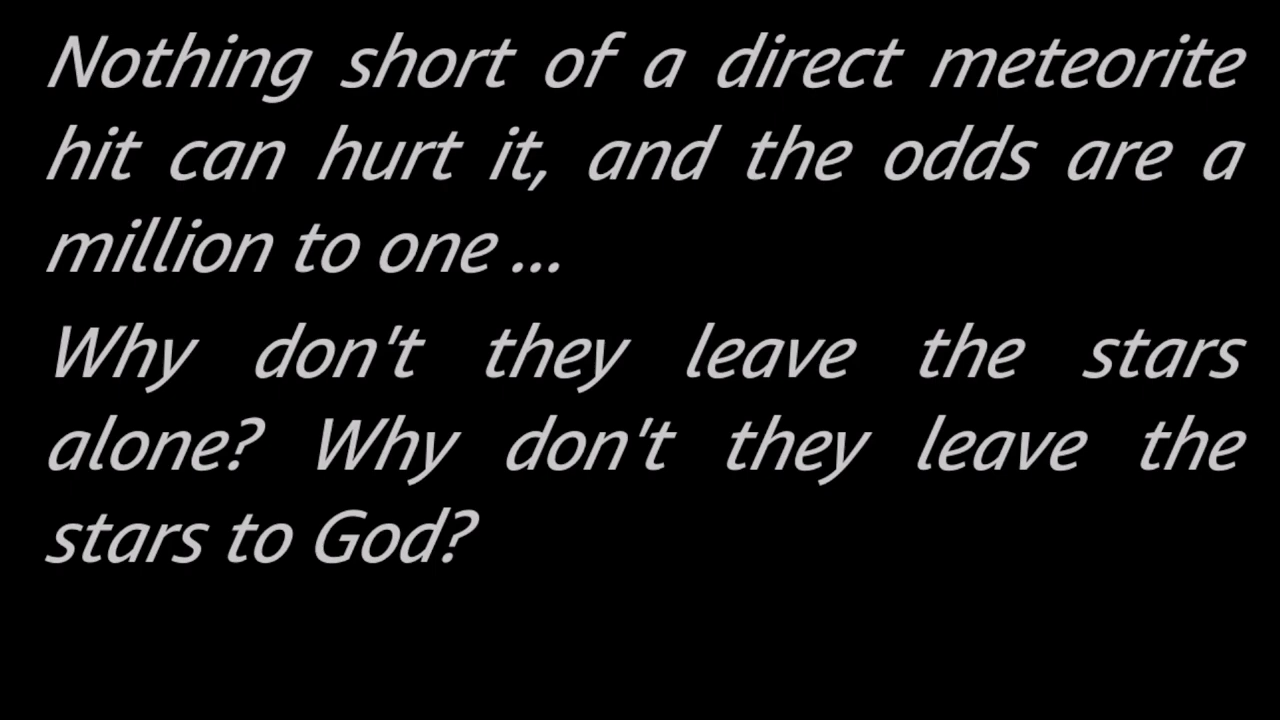 Nothing short of a direct meteorite
hit can hurt it, and the odds are a
million to one ...
Why don't they leave the stars
alone? Why don't they leave the
stars to God?